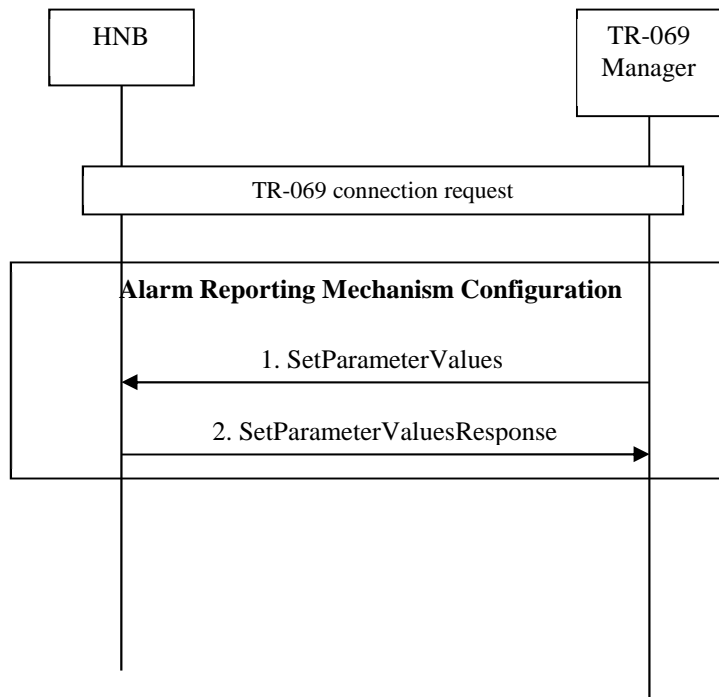 HNB
TR-069
Manager
TR-069 connection request
Alarm Reporting Mechanism Configuration
1. SetParameterValues
2. SetParameterValuesResponse